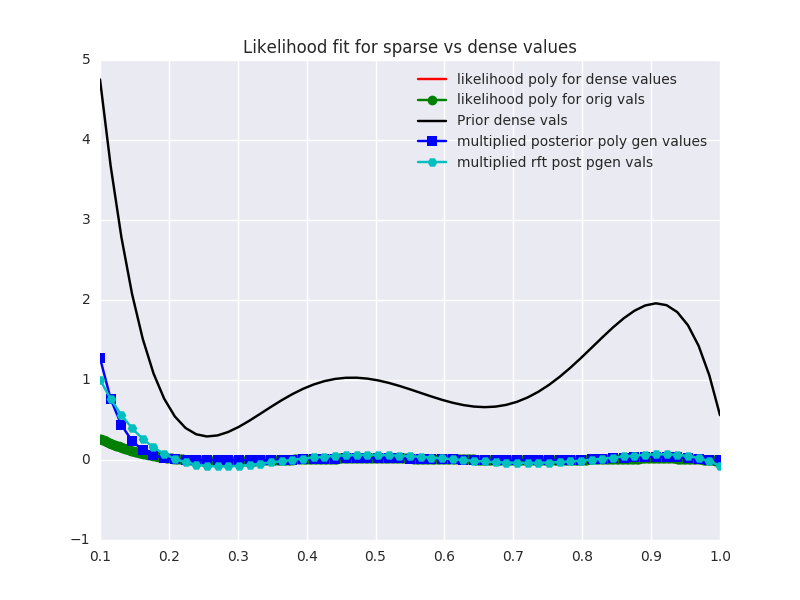 Likelihood fit for sparse vs dense values
likelihood poly for dense values
likelihood poly for orig vals
Prior dense vals
multiplied posterior poly gen values
multiplied rft post pgen vals
5
4
3
2
1
0
−1
0.1 0.2 0.3 0.4 0.5 0.6 0.7 0.8 0.9 1.0